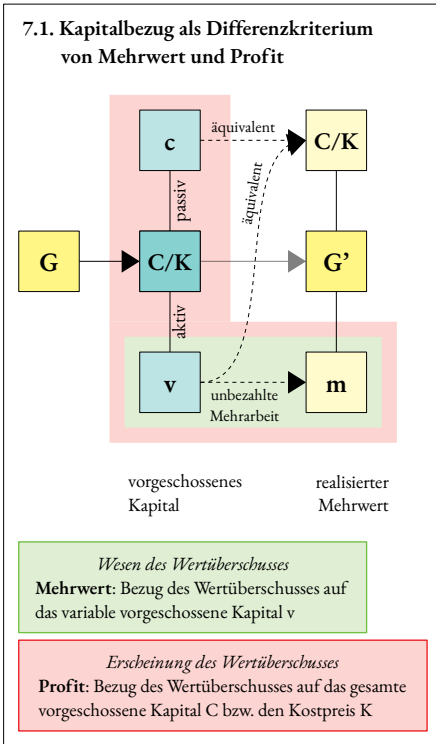 7.1. Kapitalbezug als Differenzkriterium
von Mehrwert und Profit
c
äquivalent
C/K
passiv
äquivalent
G
C/K
G’
aktiv
v
unbezahlte
Mehrarbeit
m
vorgeschossenes
Kapital
realisierter
Mehrwert
Wesen des Wertüberschusses
Mehrwert: Bezug des Wertüberschusses auf
das variable vorgeschossene Kapital v
Erscheinung des Wertüberschusses
Profit: Bezug des Wertüberschusses auf das gesamte
vorgeschossene Kapital C bzw. den Kostpreis K